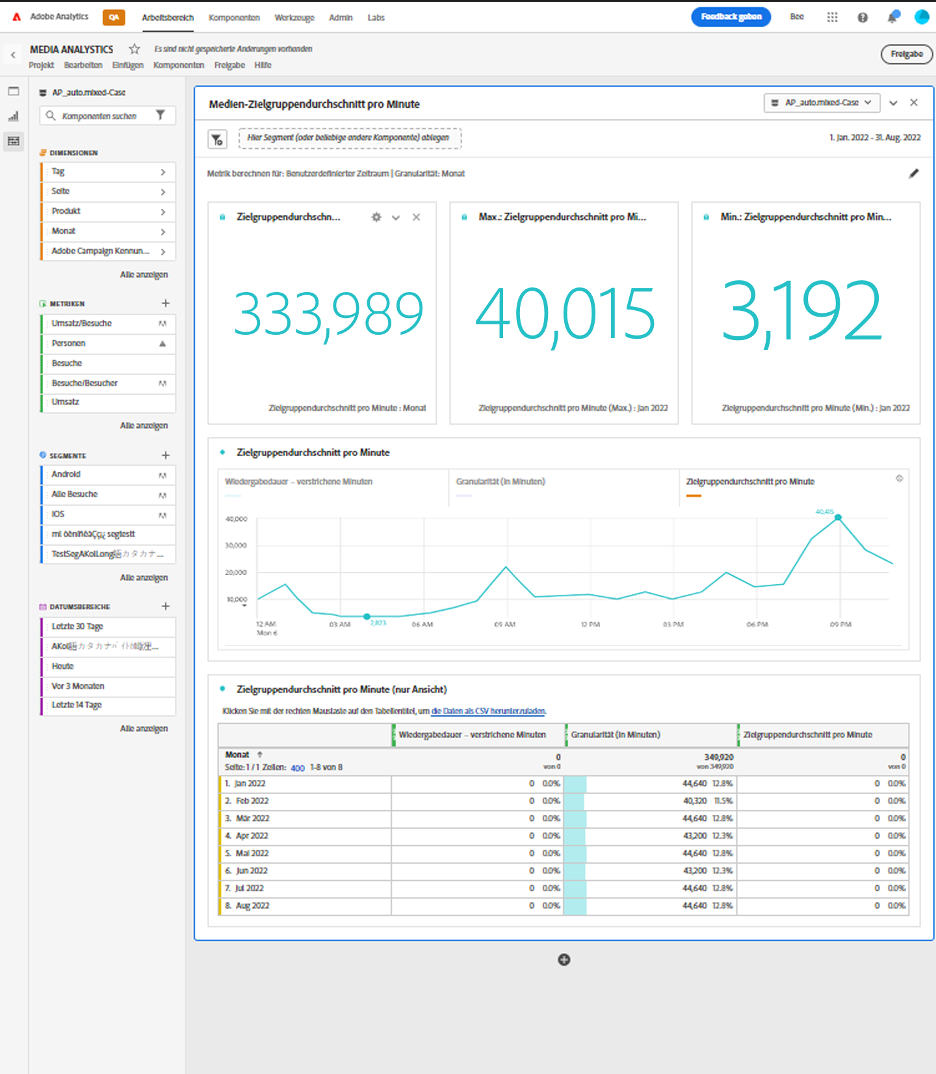 Adobe Analytics QA Arbeitsbereich Komponenten Werkzeuge Admin Labs Feedback geben Bee
MEDIA ANALYSTICS Es sind nicht gespeicherte Änderungen vorhanden Freigabe
Projekt Bearbeiten Einfügen Komponenten Freigabe Hilfe
AP_auto.mixed-Case
Komponenten suchen
DIMENSIONEN
Tag
Seite
Produkt
Monat
Adobe Campaign Kennun...
Alle anzeigen
METRIKEN
Umsatz/Besuche
Personen
Besuche
Besuche/Besucher
Umsatz
Alle anzeigen
SEGMENTE
Android
Alle Besuche
IOS
segtestt
Alle anzeigen
DATUMSBEREICHE
Letzte 30 Tage
Heute
Vor 3 Monaten
Letzte 14 Tage
Alle anzeigen
Medien-Zielgruppendurchschnitt pro Minute AP_auto.mixed-Case
Hier Segment (oder beliebige andere Komponente) ablegen 1. Jan. 2022 - 31. Aug. 2022
Metrik berechnen für: Benutzerdefinierter Zeitraum | Granularität: Monat
Zielgruppendurchschn... Max.: Zielgruppendurchschnitt pro Mi... Min.: Zielgruppendurchschnitt pro Min...
333,989 40,015 3,192
Zielgruppendurchschnitt pro Minute : Monat Zielgruppendurchschnitt pro Minute (Max.) : Jan 2022 Zielgruppendurchschnitt pro Minute (Min.) : Jan 2022
Zielgruppendurchschnitt pro Minute
Wiedergabedauer – verstrichene Minuten Granularität (in Minuten) Zielgruppendurchschnitt pro Minute
40,000
30,000
20,000
10,000
12 AM 03 AM 06 AM 09 AM 12 PM 03 PM 06 PM 09 PM
Mon 6
Zielgruppendurchschnitt pro Minute (nur Ansicht)
Klicken Sie mit der rechten Maustaste auf den Tabellentitel, um die Daten als CSV herunterzuladen.
Wiedergabedauer – verstrichene Minuten Granularität (in Minuten) Zielgruppendurchschnitt pro Minute
Monat 0 349,920 0
Seite: 1 / 1 Zeilen: 400 1-8 von 8 von 0 von 349,920 von 0
1. Jan 2022 0 0.0% 44,640 12.8% 0 0.0%
2. Feb 2022 0 0.0% 40,320 11.5% 0 0.0%
3. Mär 2022 0 0.0% 44,640 12.8% 0 0.0%
4. Apr 2022 0 0.0% 43,200 12.3% 0 0.0%
5. Mai 2022 0 0.0% 44,640 12.8% 0 0.0%
6. Jun 2022 0 0.0% 43,200 12.3% 0 0.0%
7. Jul 2022 0 0.0% 44,640 12.8% 0 0.0%
8. Aug 2022 0 0.0% 44,640 12.8% 0 0.0%